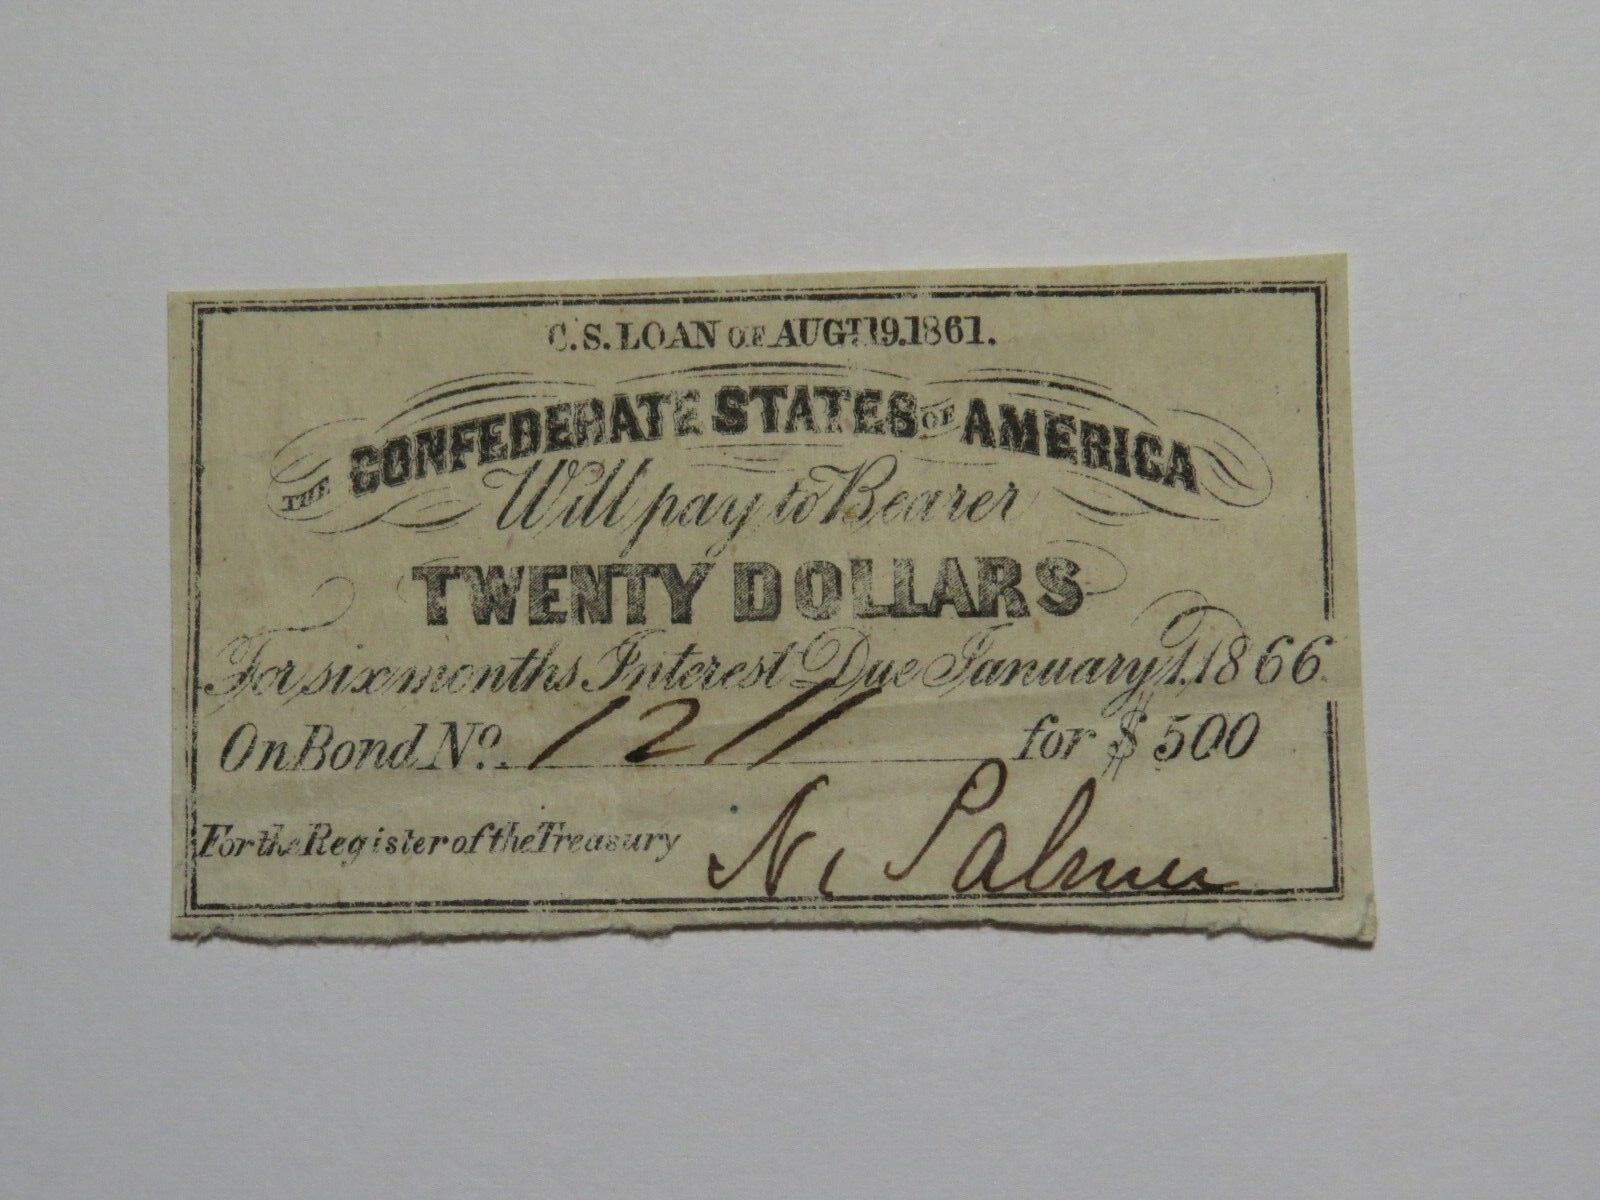 C.S. LOAN OF AUGT. 19. 1861.
THE CONFEDERATE STATES OF AMERICA
Will pay to Bearer
TWENTY DOLLARS
For six months Interest Due January 1, 1866.
On Bond No. 1211 for $500
For the Register of the Treasury N. Palmer